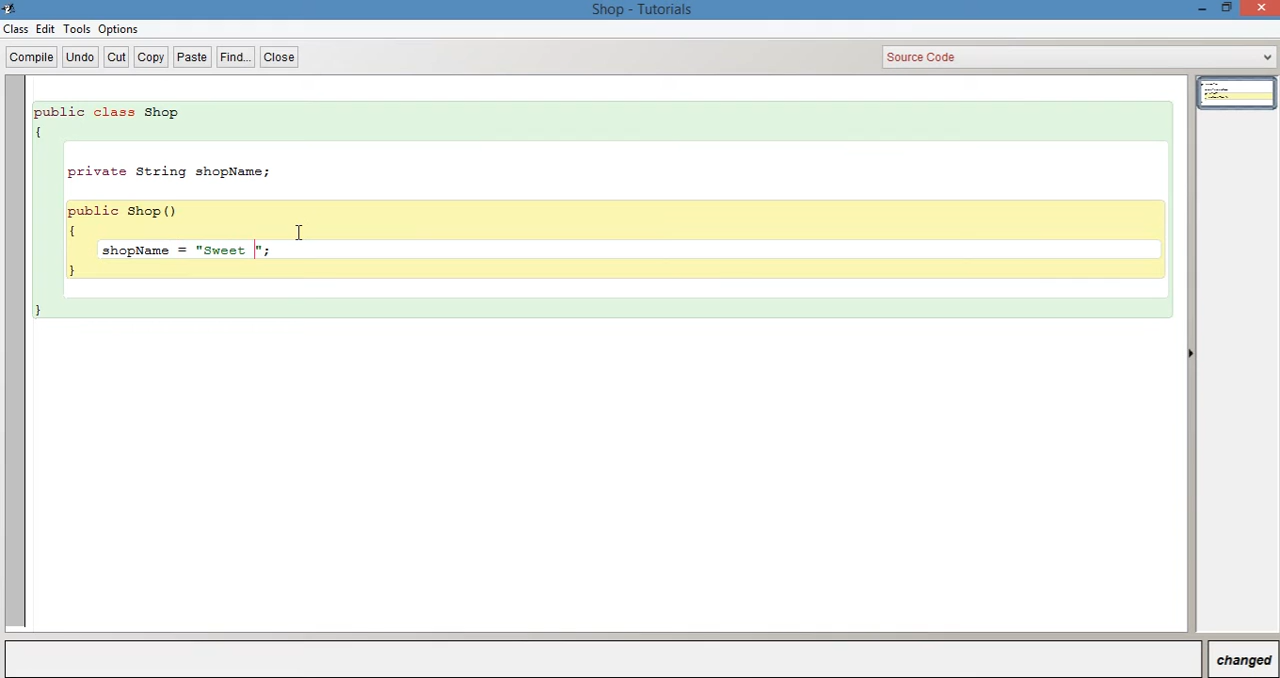 Shop - Tutorials
Class Edit Tools Options
Compile Undo Cut Copy Paste Find... Close Source Code
public class Shop
{
private String shopName;
public Shop()
{
shopName = "Sweet ";
}
}
changed